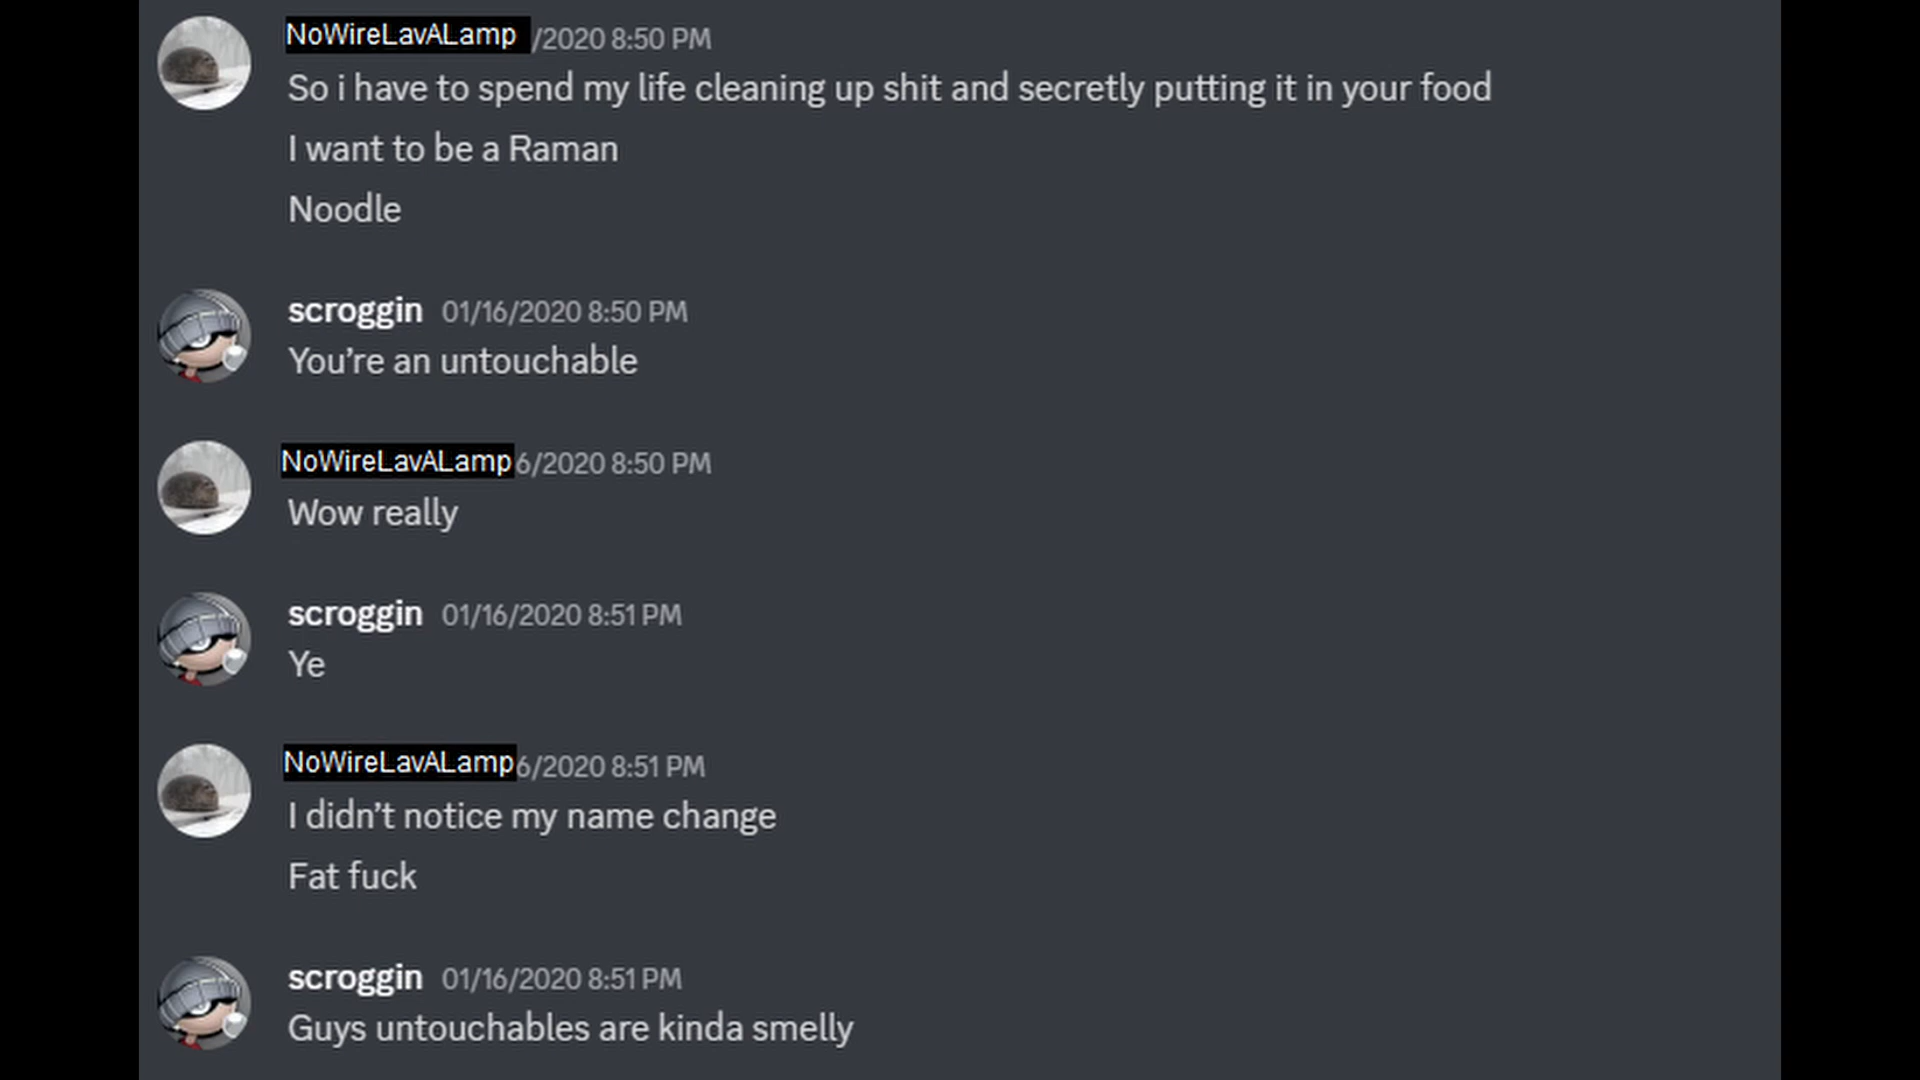 NoWireLavALamp /2020 8:50 PM
So i have to spend my life cleaning up shit and secretly putting it in your food
I want to be a Raman
Noodle
scroggin 01/16/2020 8:50 PM
You’re an untouchable
NoWireLavALamp 6/2020 8:50 PM
Wow really
scroggin 01/16/2020 8:51 PM
Ye
NoWireLavALamp 6/2020 8:51 PM
I didn’t notice my name change
Fat fuck
scroggin 01/16/2020 8:51 PM
Guys untouchables are kinda smelly